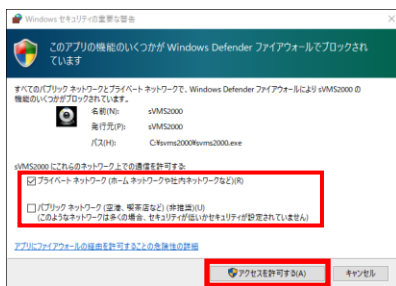 Windows セキュリティの重要な警告
このアプリの機能のいくつかが Windows Defender ファイアウォールでブロックされ
ています
すべてのパブリック ネットワークとプライベート ネットワークで、Windows Defender ファイアウォールにより sVMS2000 の
機能のいくつかがブロックされています。
名前(N): sVMS2000
発行元(P): sVMS2000
パス(H): C:¥svms2000¥svms2000.exe
sVMS2000 にこれらのネットワーク上での通信を許可する:
プライベート ネットワーク (ホーム ネットワークや社内ネットワークなど)(R)
パブリック ネットワーク (空港、喫茶店など) (非推奨)(U)
(このようなネットワークは多くの場合、セキュリティが低いかセキュリティが設定されていません)
アプリにファイアウォールの経由を許可することの危険性の詳細
アクセスを許可する(A) キャンセル